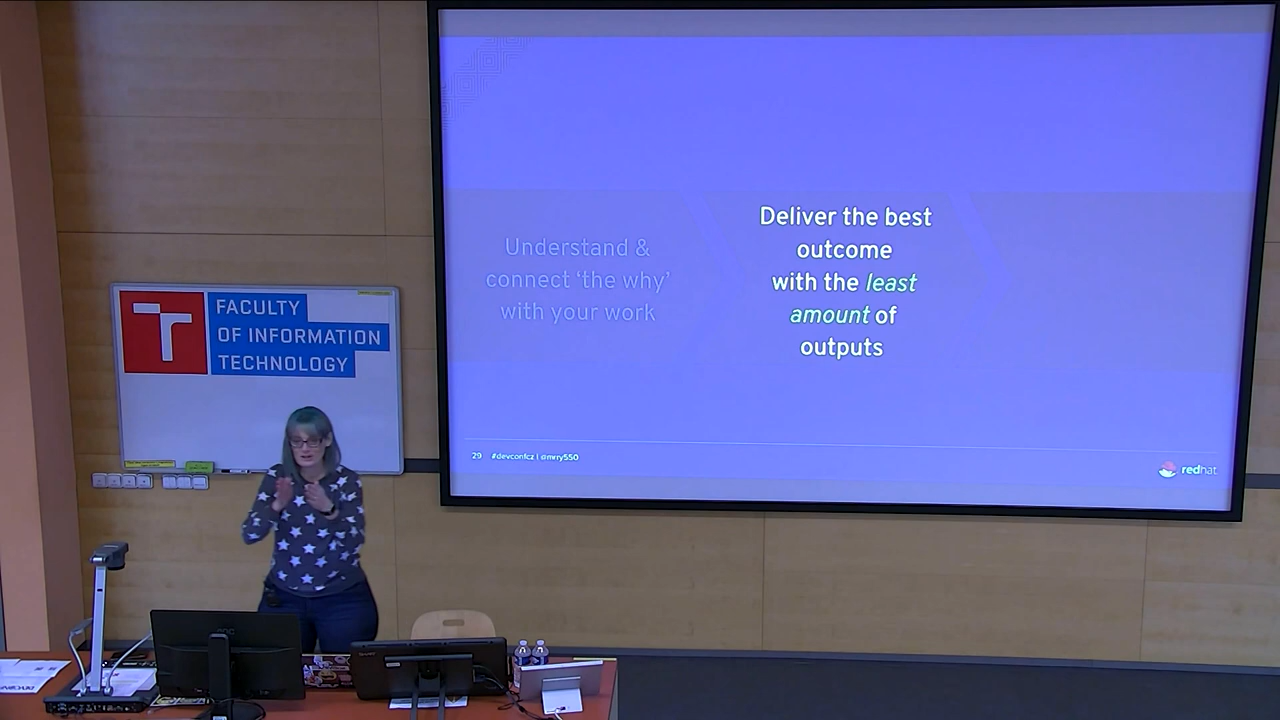 Understand &
connect ‘the why’
with your work
Deliver the best
outcome
with the least
amount of
outputs
29 #devconfcz | @mrry550
redhat
FACULTY
OF INFORMATION
TECHNOLOGY